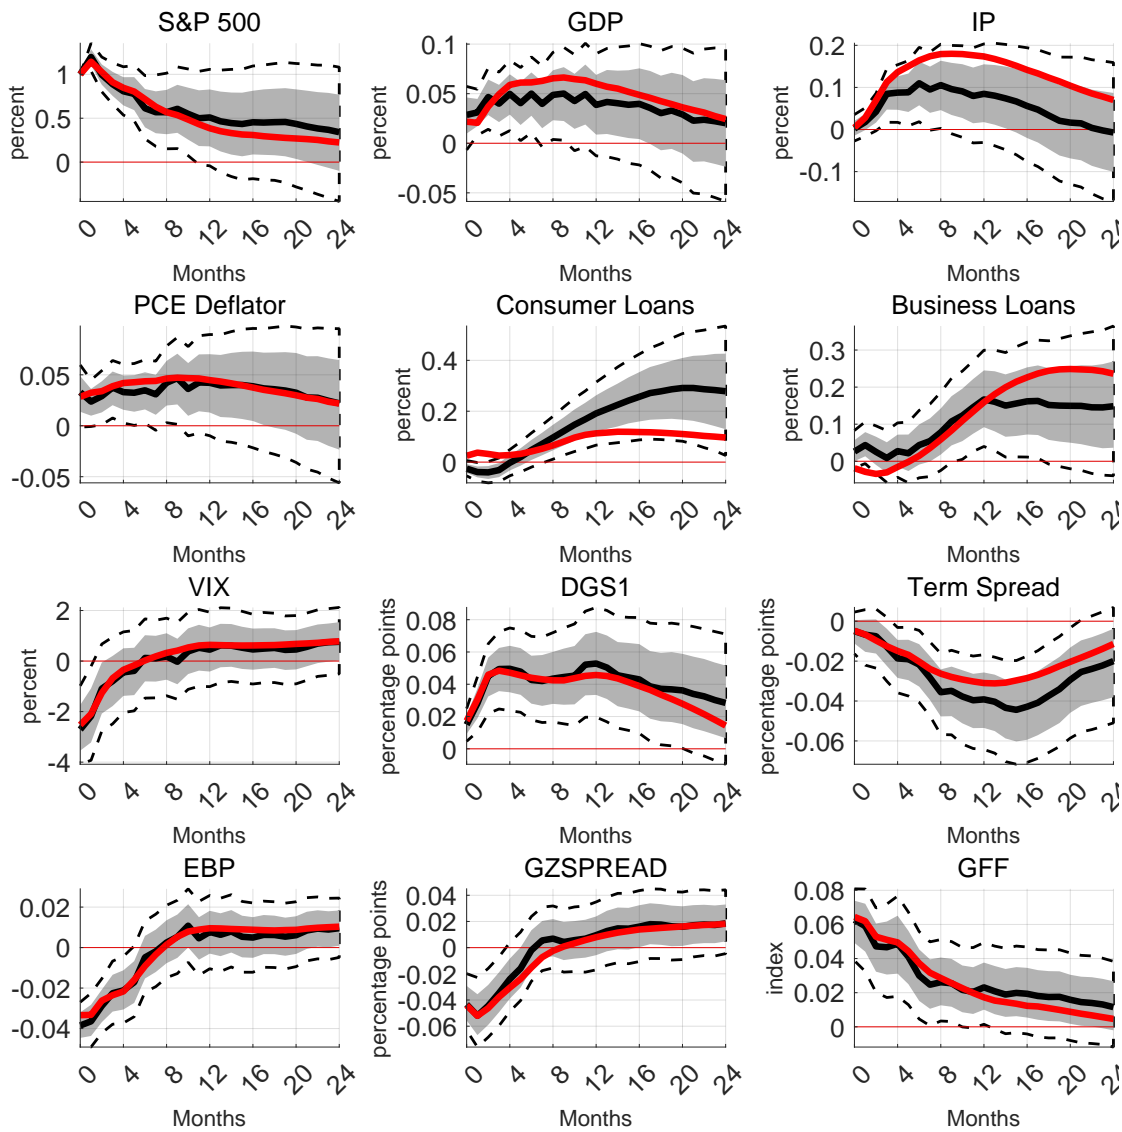 S&P 500
GDP
IP
percent
1
0.5
0
0.1
0.05
0
-0.05
percent
0.2
0.1
0
-0.1
0 4 8 12 16 20 24
0 4 8 12 16 20 24
0 4 8 12 16 20 24
Months
Months
Months
PCE Deflator
Consumer Loans
Business Loans
percent
0.05
0
-0.05
percent
0.4
0.2
0
percent
0.3
0.2
0.1
0
0 4 8 12 16 20 24
0 4 8 12 16 20 24
0 4 8 12 16 20 24
Months
Months
Months
VIX
DGS1
Term Spread
percent
2
0
-2
-4
percentage points
0.08
0.06
0.04
0.02
0
percentage points
0
-0.02
-0.04
-0.06
0 4 8 12 16 20 24
0 4 8 12 16 20 24
0 4 8 12 16 20 24
Months
Months
Months
EBP
GZSPREAD
GFF
0.02
0
-0.02
-0.04
percentage points
0.04
0.02
0
-0.02
-0.04
-0.06
index
0.08
0.06
0.04
0.02
0
0 4 8 12 16 20 24
0 4 8 12 16 20 24
0 4 8 12 16 20 24
Months
Months
Months